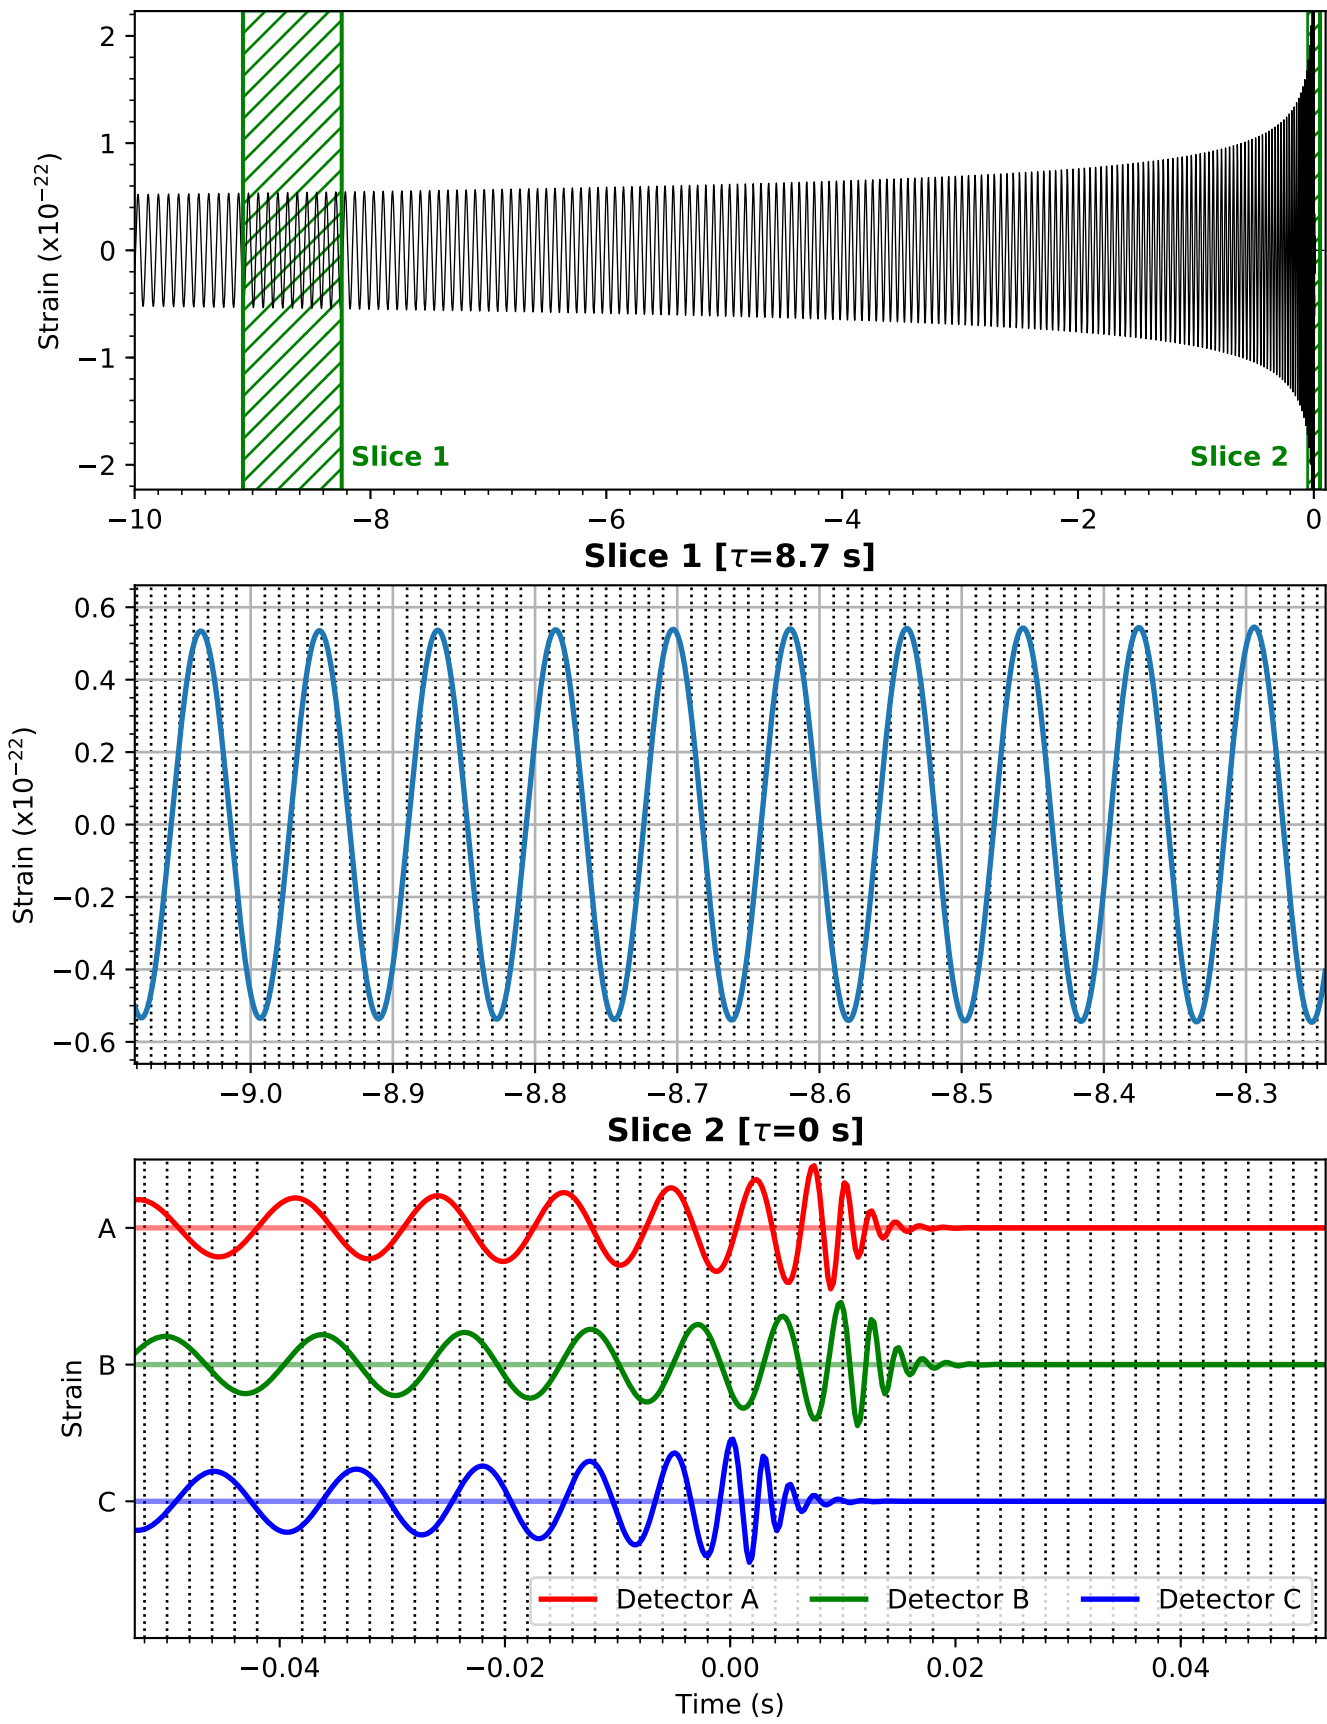 2
1
0
−1
−2
Strain (x10⁻²²)
Slice 1
Slice 2
−10
−8
−6
−4
−2
0
Slice 1 [τ=8.7 s]
0.6
0.4
0.2
0.0
−0.2
−0.4
−0.6
Strain (x10⁻²²)
−9.0
−8.9
−8.8
−8.7
−8.6
−8.5
−8.4
−8.3
Slice 2 [τ=0 s]
A
B
C
Strain
Detector A
Detector B
Detector C
−0.04
−0.02
0.00
0.02
0.04
Time (s)